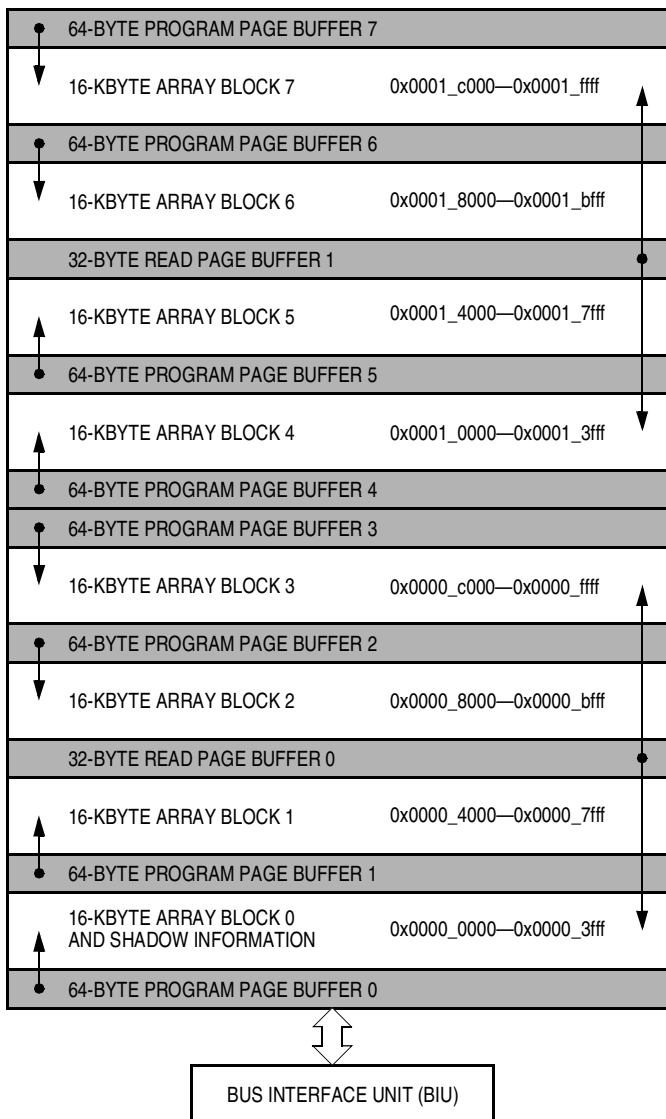 64-BYTE PROGRAM PAGE BUFFER 7
16-KBYTE ARRAY BLOCK 7 0x0001_c000—0x0001_ffff
64-BYTE PROGRAM PAGE BUFFER 6
16-KBYTE ARRAY BLOCK 6 0x0001_8000—0x0001_bfff
32-BYTE READ PAGE BUFFER 1
16-KBYTE ARRAY BLOCK 5 0x0001_4000—0x0001_7fff
64-BYTE PROGRAM PAGE BUFFER 5
16-KBYTE ARRAY BLOCK 4 0x0001_0000—0x0001_3fff
64-BYTE PROGRAM PAGE BUFFER 4
64-BYTE PROGRAM PAGE BUFFER 3
16-KBYTE ARRAY BLOCK 3 0x0000_c000—0x0000_ffff
64-BYTE PROGRAM PAGE BUFFER 2
16-KBYTE ARRAY BLOCK 2 0x0000_8000—0x0000_bfff
32-BYTE READ PAGE BUFFER 0
16-KBYTE ARRAY BLOCK 1 0x0000_4000—0x0000_7fff
64-BYTE PROGRAM PAGE BUFFER 1
16-KBYTE ARRAY BLOCK 0
AND SHADOW INFORMATION 0x0000_0000—0x0000_3fff
64-BYTE PROGRAM PAGE BUFFER 0
BUS INTERFACE UNIT (BIU)